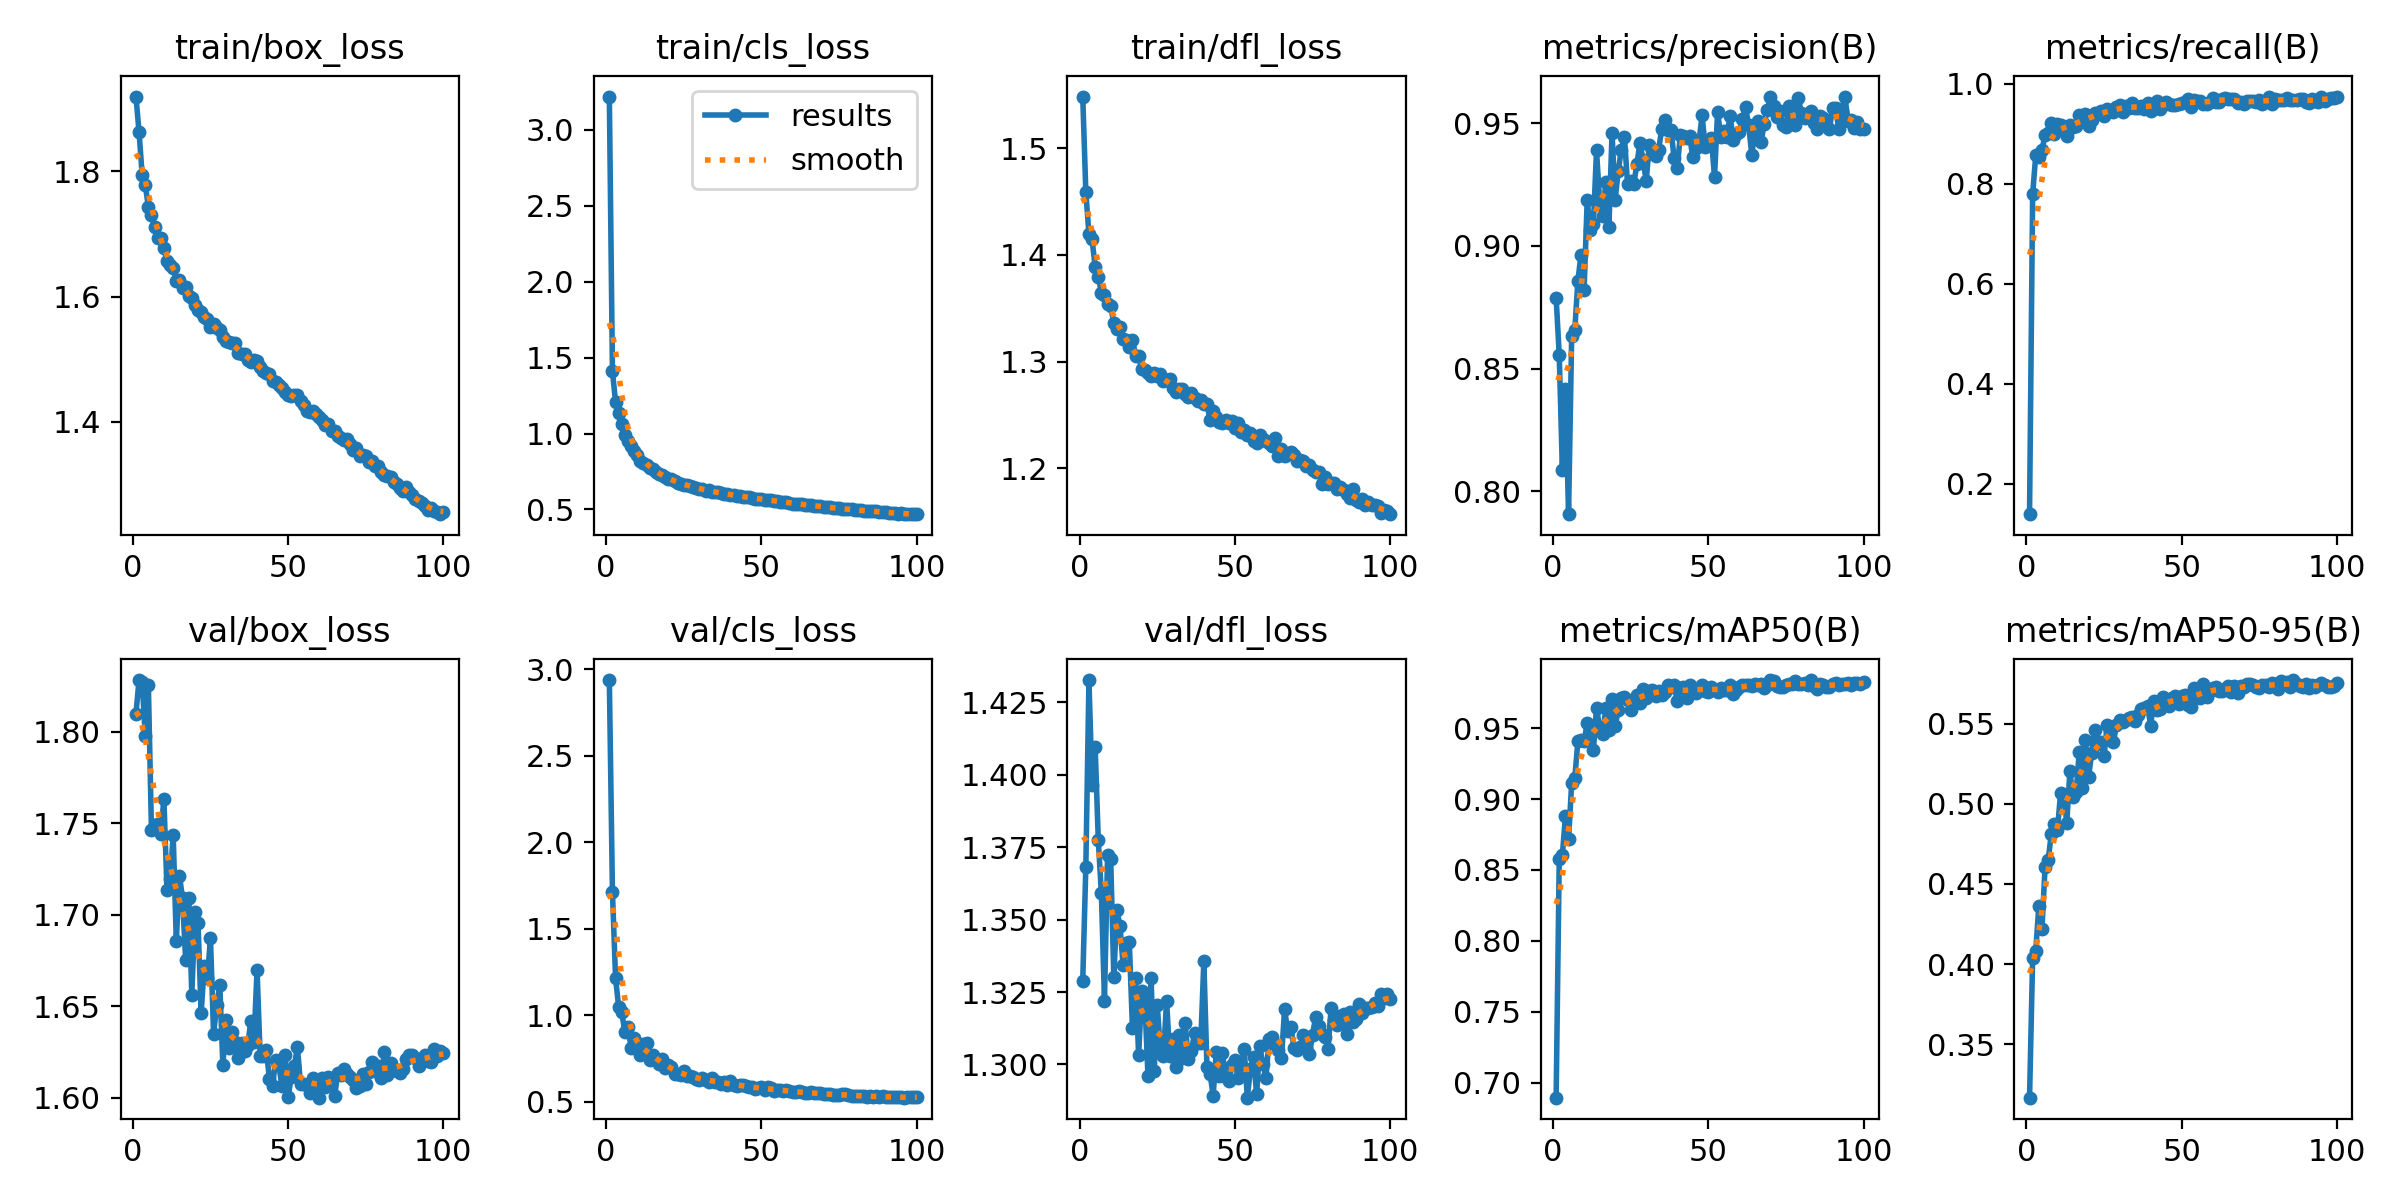 train/box_loss
1.8
1.6
1.4
0 50 100
train/cls_loss
results
smooth
3.0
2.5
2.0
1.5
1.0
0.5
0 50 100
train/dfl_loss
1.5
1.4
1.3
1.2
0 50 100
metrics/precision(B)
0.95
0.90
0.85
0.80
0 50 100
metrics/recall(B)
1.0
0.8
0.6
0.4
0.2
0 50 100
val/box_loss
1.80
1.75
1.70
1.65
1.60
0 50 100
val/cls_loss
3.0
2.5
2.0
1.5
1.0
0.5
0 50 100
val/dfl_loss
1.425
1.400
1.375
1.350
1.325
1.300
0 50 100
metrics/mAP50(B)
0.95
0.90
0.85
0.80
0.75
0.70
0 50 100
metrics/mAP50-95(B)
0.55
0.50
0.45
0.40
0.35
0 50 100